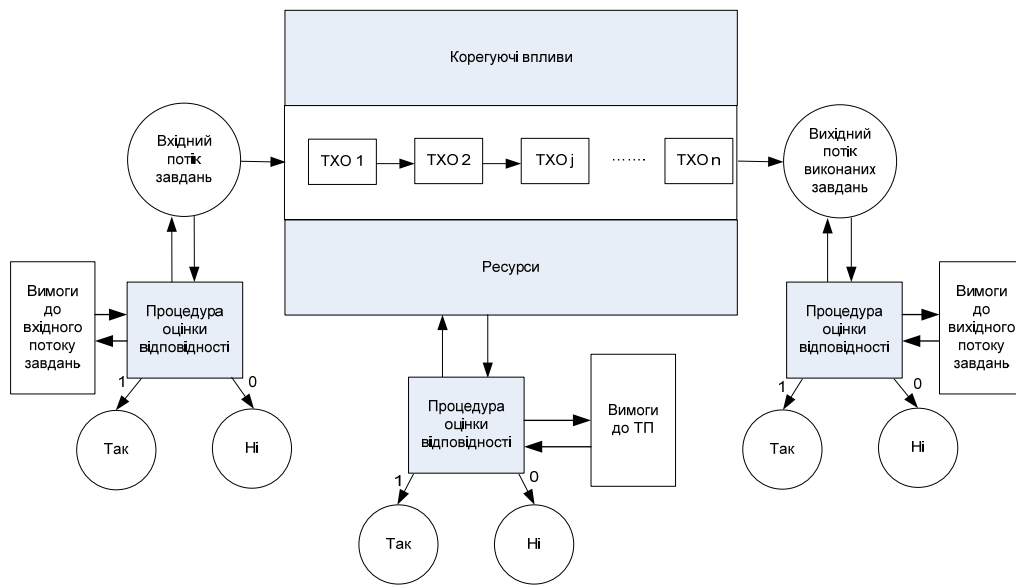 Корегуючі впливи
Вхідний
потік
завдань
ТХО 1
ТХО 2
ТХО j
.......
ТХО n
Вихідний
потік
виконаних
завдань
Ресурси
Вимоги
до
вхідного
потоку
завдань
Процедура
оцінки
відповідності
1
0
Так
Ні
Процедура
оцінки
відповідності
Вимоги
до ТП
1
0
Так
Ні
Процедура
оцінки
відповідності
Вимоги
до
вихідного
потоку
завдань
1
0
Так
Ні